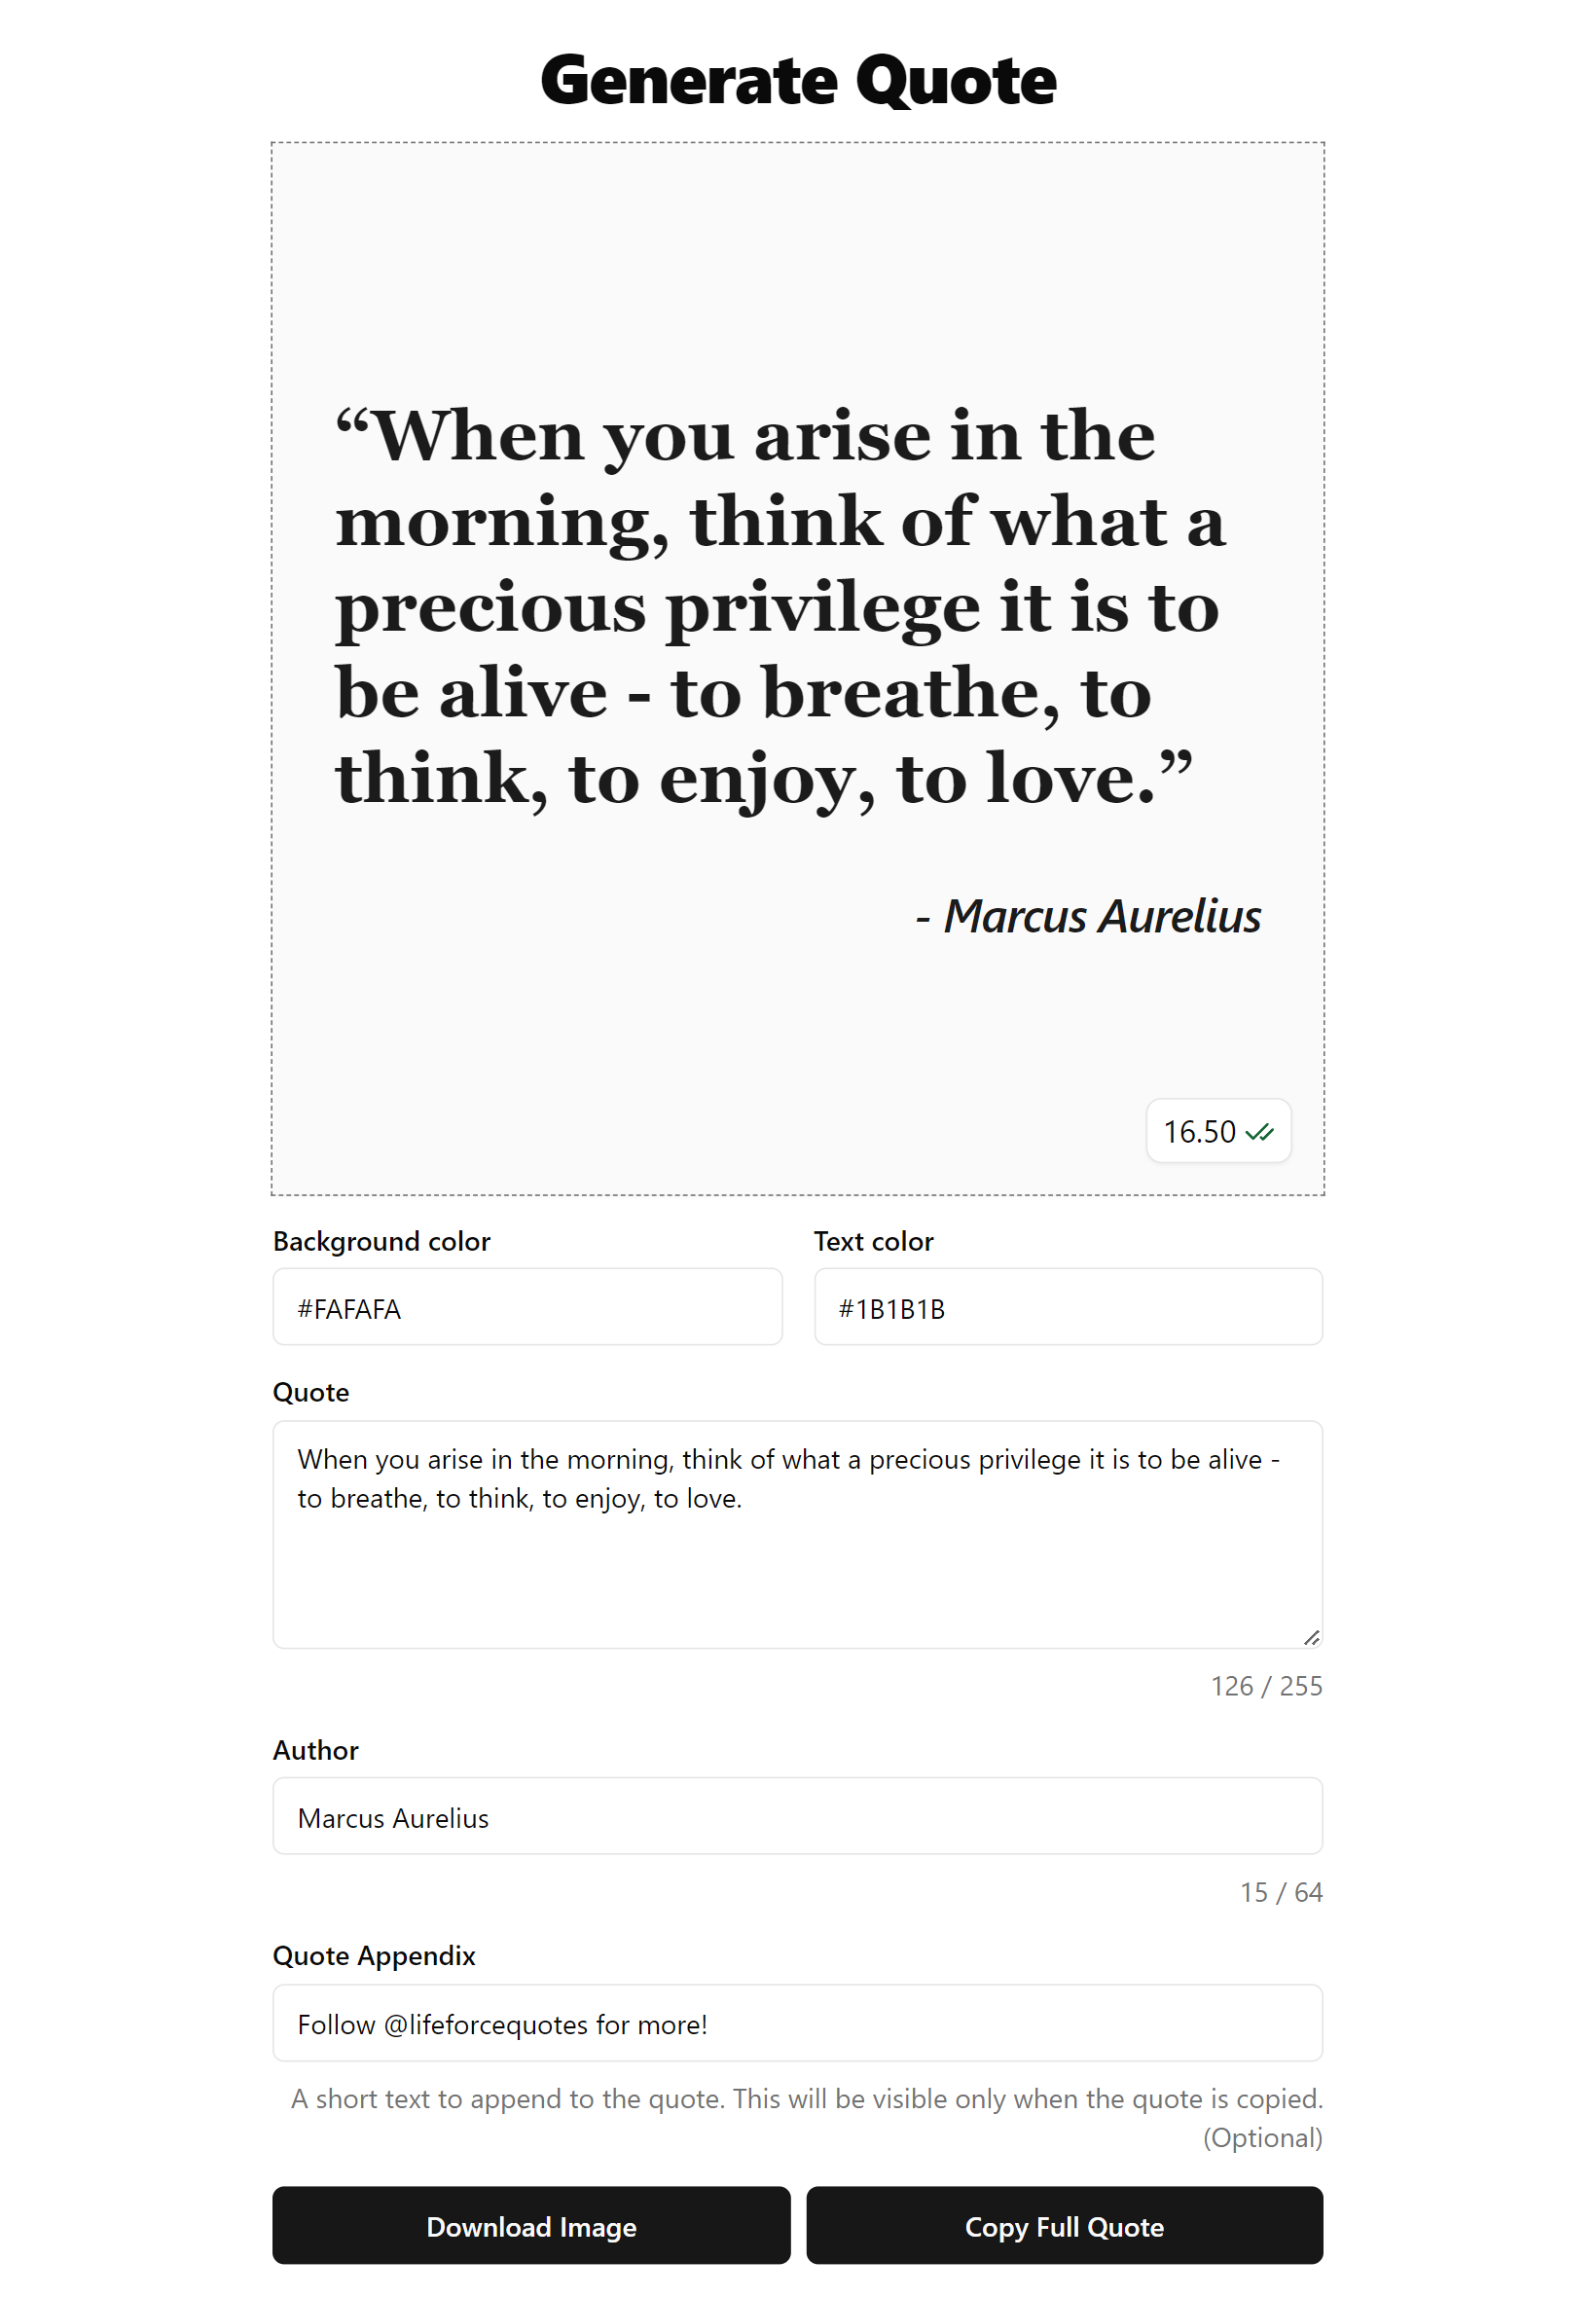 Generate Quote
“When you arise in the
morning, think of what a
precious privilege it is to
be alive - to breathe, to
think, to enjoy, to love.”
- Marcus Aurelius
16.50
Background color
Text color
#FAFAFA
#1B1B1B
Quote
When you arise in the morning, think of what a precious privilege it is to be alive -
to breathe, to think, to enjoy, to love.
126 / 255
Author
Marcus Aurelius
15 / 64
Quote Appendix
Follow @lifeforcequotes for more!
A short text to append to the quote. This will be visible only when the quote is copied.
(Optional)
Download Image
Copy Full Quote